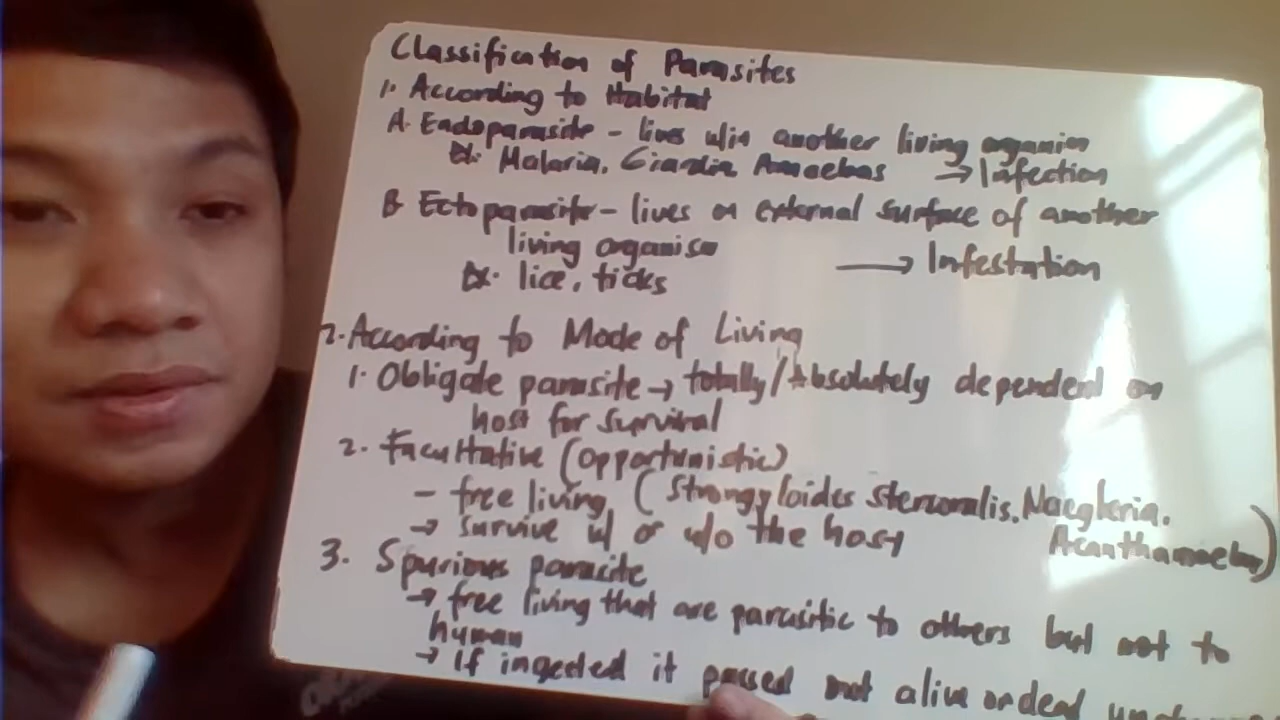 Classification of Parasites
1. According to Habitat
A. Endoparasite - lives w/in another living organism
Ex: Malaria, Giardia, Amoebas → Infection
B Ectoparasite - lives on external surface of another
living organism → Infestation
Ex: lice, ticks
2. According to Mode of Living
1. Obligate parasite → totally/Absolutely dependent on
host for survival
2. Facultative (opportunistic)
- free living (Strongyloides stercoralis, Naegleria,
Acanthamoeba)
→ survive w/ or w/o the host
3. Spurious parasite
→ free living that are parasitic to others but not to
human
→ If ingested it passed out alive or dead